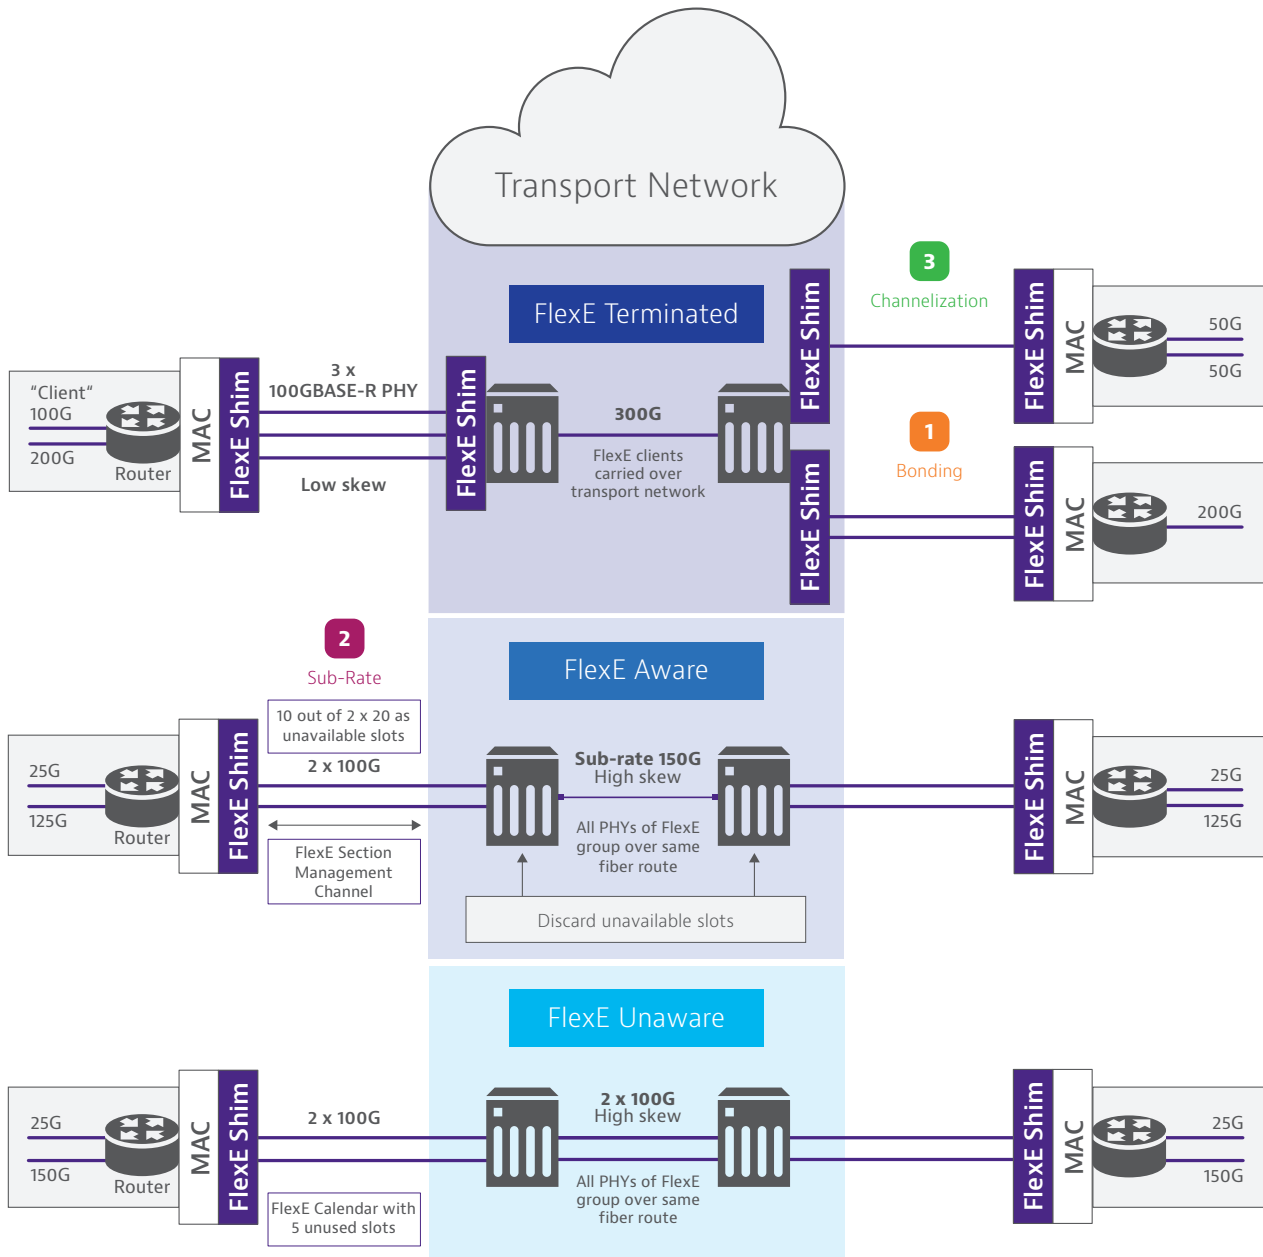 Transport Network
FlexE Terminated
3
Channelization
FlexE Shim
FlexE Shim
MAC
50G
50G
"Client"
100G
200G
Router
MAC
FlexE Shim
3 x
100GBASE-R PHY
Low skew
FlexE Shim
300G
FlexE clients
carried over
transport network
1
Bonding
FlexE Shim
FlexE Shim
MAC
200G
2
Sub-Rate
FlexE Aware
10 out of 2 x 20 as
unavailable slots
25G
125G
Router
MAC
FlexE Shim
2 x 100G
FlexE Section
Management
Channel
Sub-rate 150G
High skew
All PHYs of FlexE
group over same
fiber route
Discard unavailable slots
FlexE Shim
MAC
25G
125G
FlexE Unaware
25G
150G
Router
MAC
FlexE Shim
2 x 100G
FlexE Calendar with
5 unused slots
2 x 100G
High skew
All PHYs of FlexE
group over same
fiber route
FlexE Shim
MAC
25G
150G